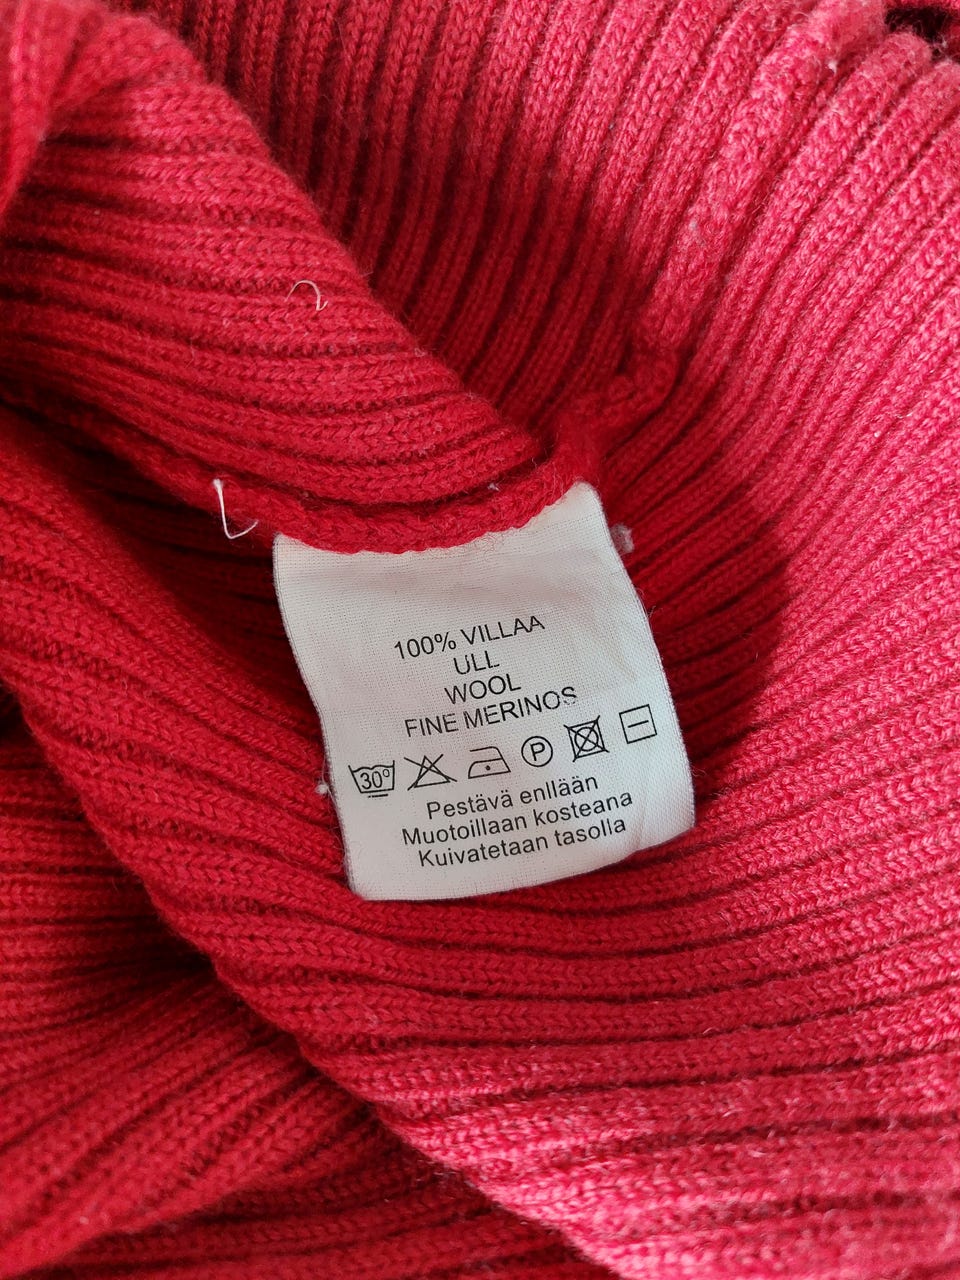 100% VILLAA
ULL
WOOL
FINE MERINOS
30° P
Pestävä enllään
Muotoillaan kosteana
Kuivatetaan tasolla